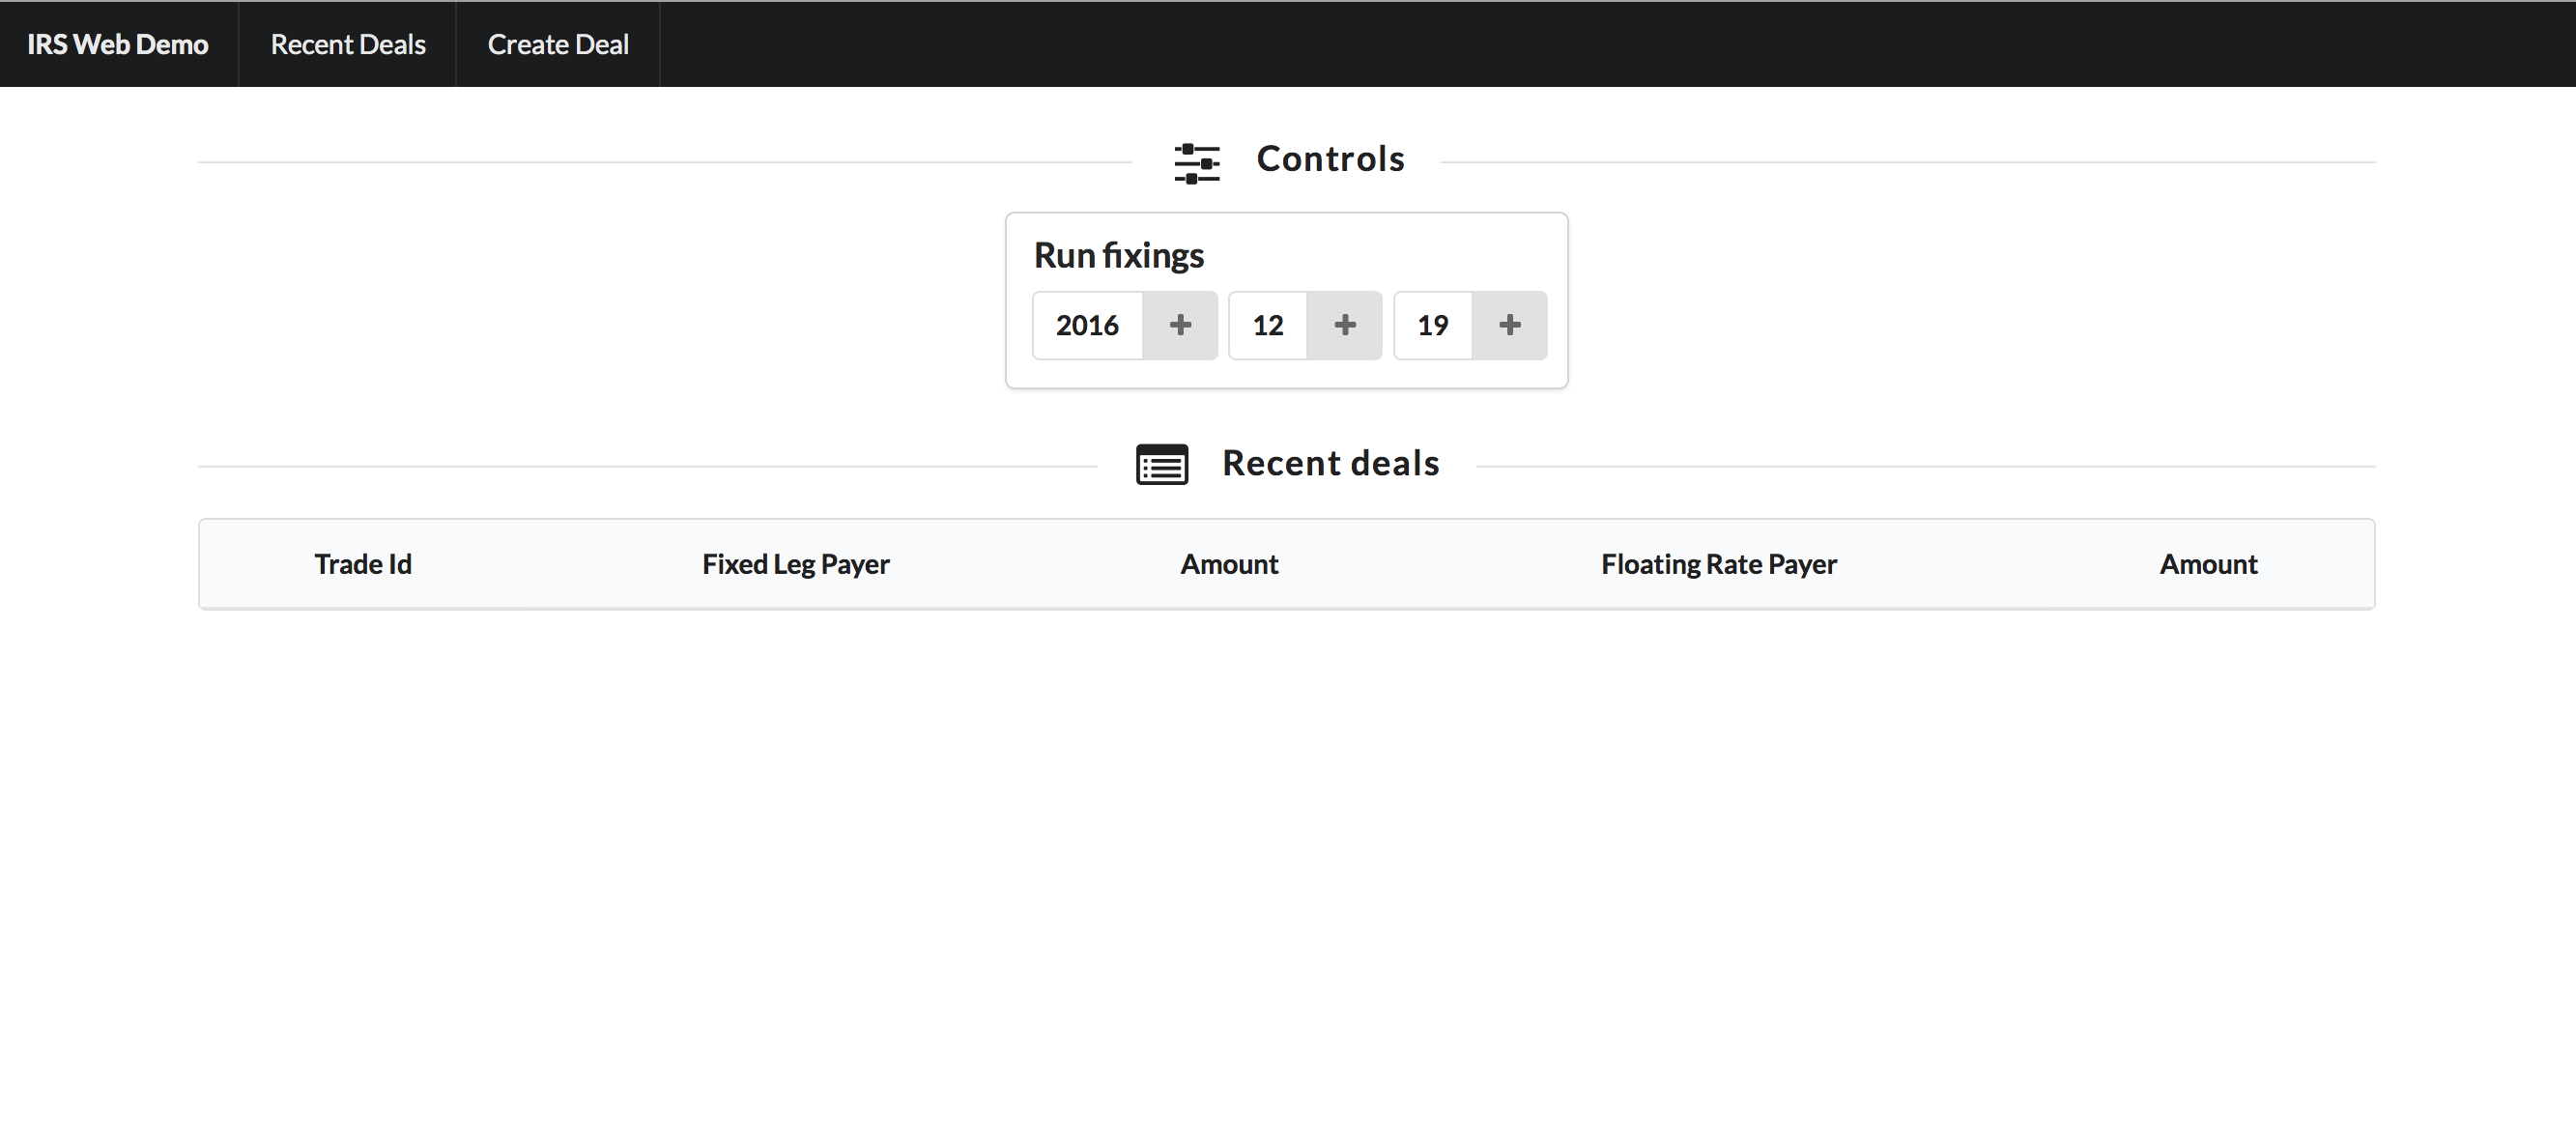 IRS Web Demo Recent Deals Create Deal
Controls
Run fixings
2016 + 12 + 19 +
Recent deals
Trade Id Fixed Leg Payer Amount Floating Rate Payer Amount